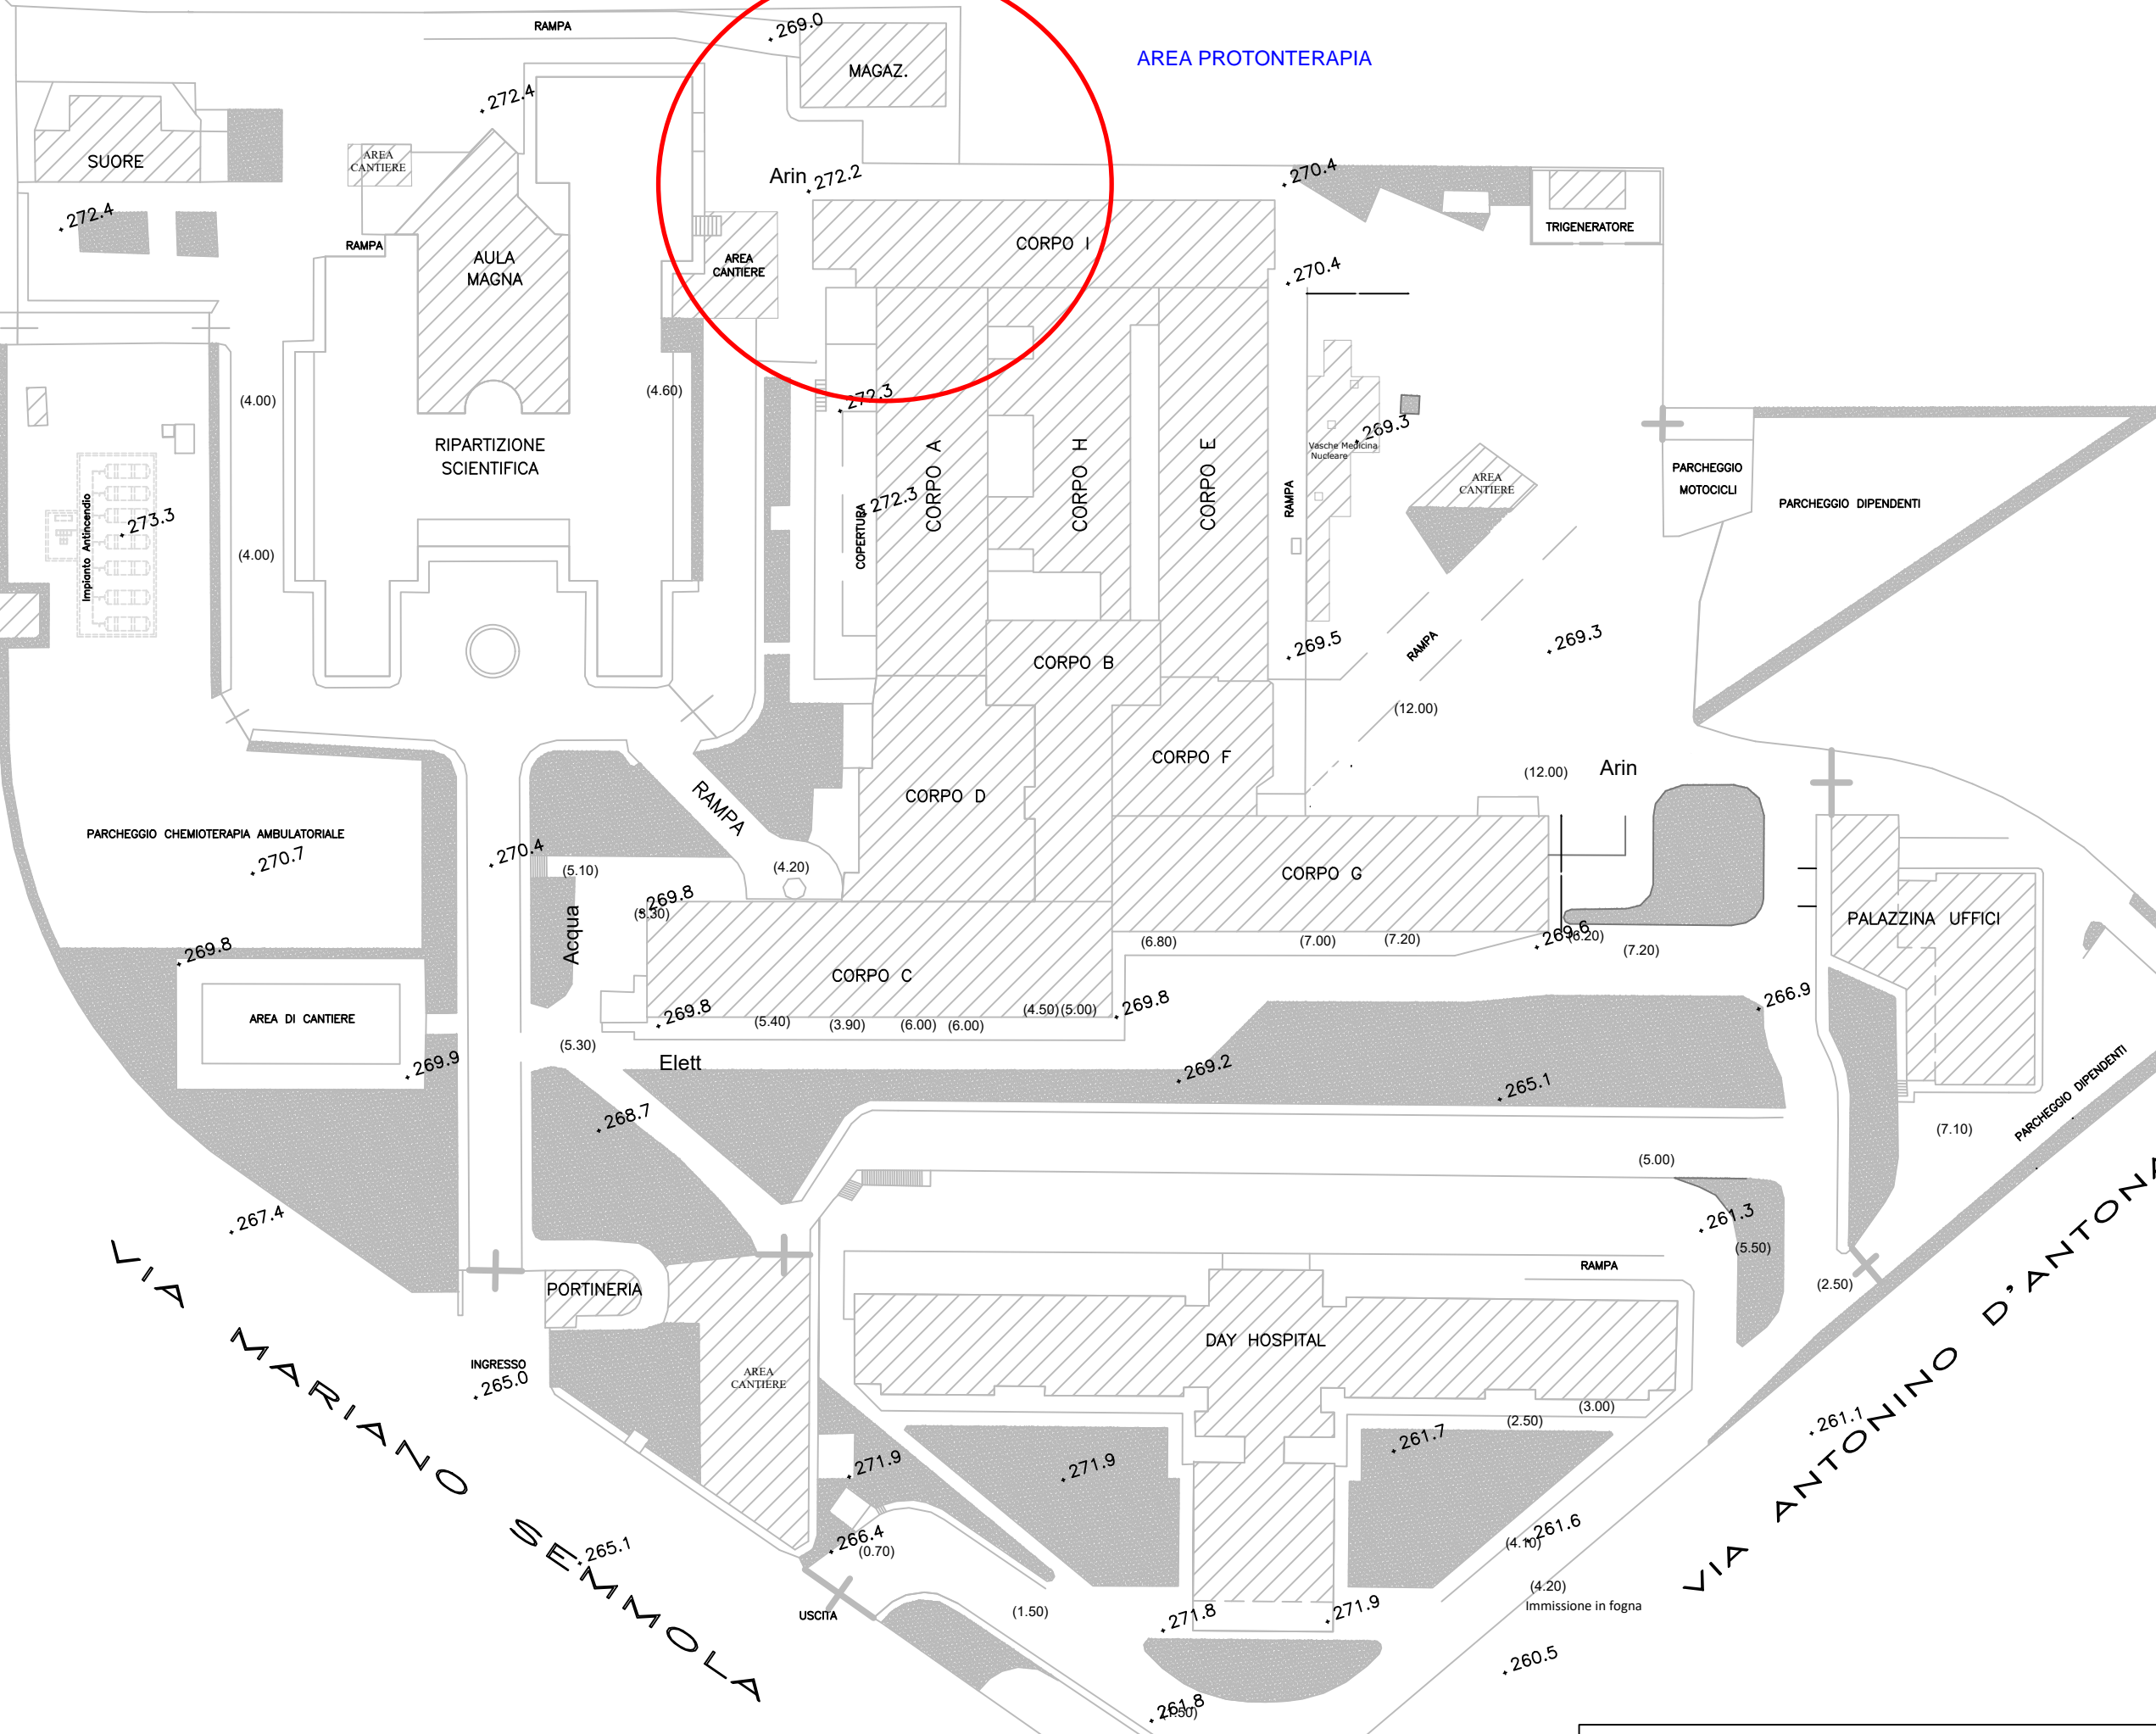 RAMPA
269.0
MAGAZ.
AREA PROTONTERAPIA
272.4
SUORE
AREA
CANTIERE
Arin
272.2
270.4
272.4
RAMPA
AULA
MAGNA
AREA
CANTIERE
CORPO I
TRIGENERATORE
270.4
(4.00)
(4.60)
272.3
RIPARTIZIONE
SCIENTIFICA
CORPO A
CORPO H
CORPO E
269.3
Vasche Medicina
Nucleare
PARCHEGGIO
MOTOCICLI
AREA
CANTIERE
PARCHEGGIO DIPENDENTI
RAMPA
272.3
COPERTURA
273.3
Impianto Antincendio
(4.00)
269.5
RAMPA
269.3
CORPO B
(12.00)
CORPO F
(12.00)
Arin
CORPO D
RAMPA
PARCHEGGIO CHEMIOTERAPIA AMBULATORIALE
270.7
270.4
(5.10)
(4.20)
CORPO G
269.8
(3.30)
Acqua
PALAZZINA UFFICI
269.8
(6.80)
(7.00)
(7.20)
269.6
(6.20)
(7.20)
CORPO C
AREA DI CANTIERE
269.8
(5.40)
(3.90)
(6.00)
(6.00)
(4.50)
(5.00)
269.8
266.9
(5.30)
Elett
269.9
269.2
265.1
268.7
PARCHEGGIO DIPENDENTI
(7.10)
(5.00)
267.4
261.3
(5.50)
RAMPA
(2.50)
PORTINERIA
DAY HOSPITAL
INGRESSO
265.0
AREA
CANTIERE
(3.00)
(2.50)
261.1
261.7
271.9
271.9
VIA MARIANO SEMMOLA
VIA ANTONINO D'ANTONA
265.1
266.4
(0.70)
261.6
(4.10)
(4.20)
Immissione in fogna
USCITA
(1.50)
271.8
271.9
260.5
261.8